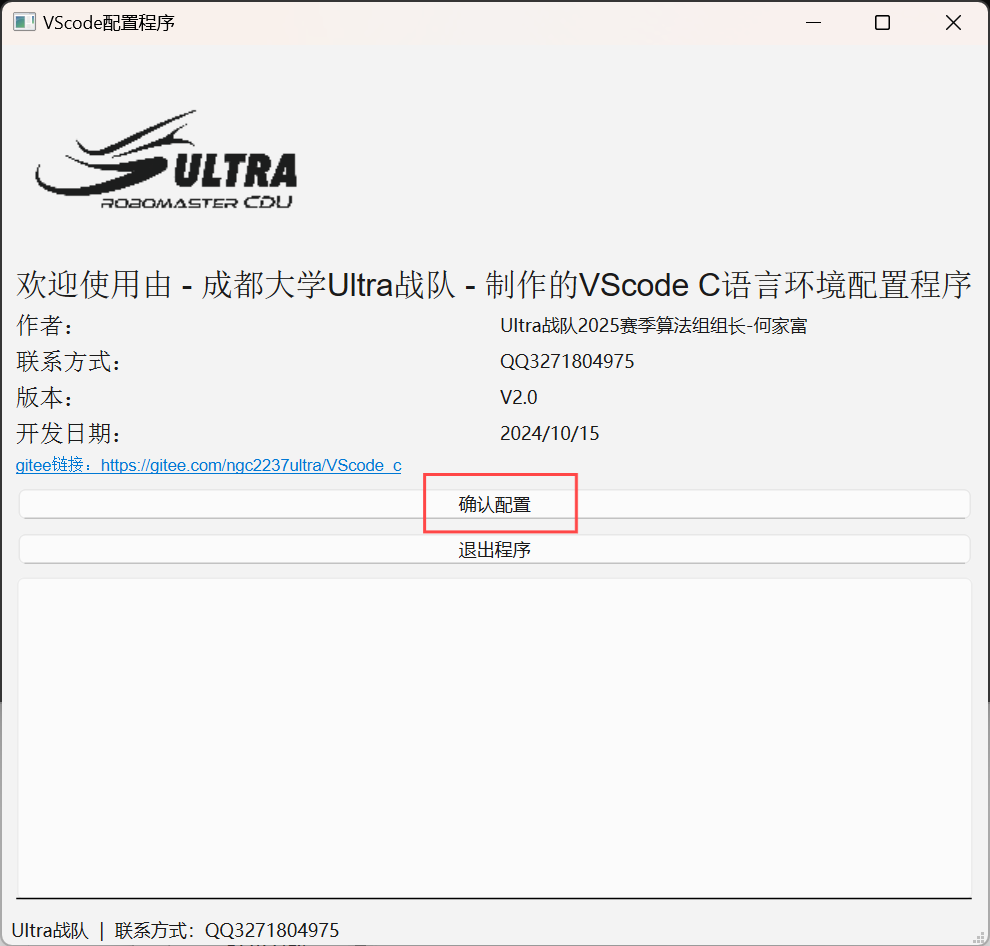 VScode配置程序
ULTRA
ROBOMASTER CDU
欢迎使用由 - 成都大学Ultra战队 - 制作的VScode C语言环境配置程序
作者： Ultra战队2025赛季算法组组长-何家富
联系方式： QQ3271804975
版本： V2.0
开发日期： 2024/10/15
gitee链接：https://gitee.com/ngc2237ultra/VScode_c
确认配置
退出程序
Ultra战队 | 联系方式：QQ3271804975